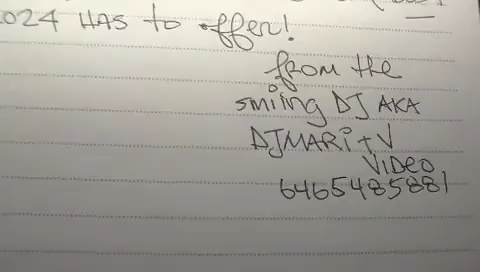 2024 HAS to offer!
from the
smiling DJ AKA
DJMARi + V
VIDEO
6465485881